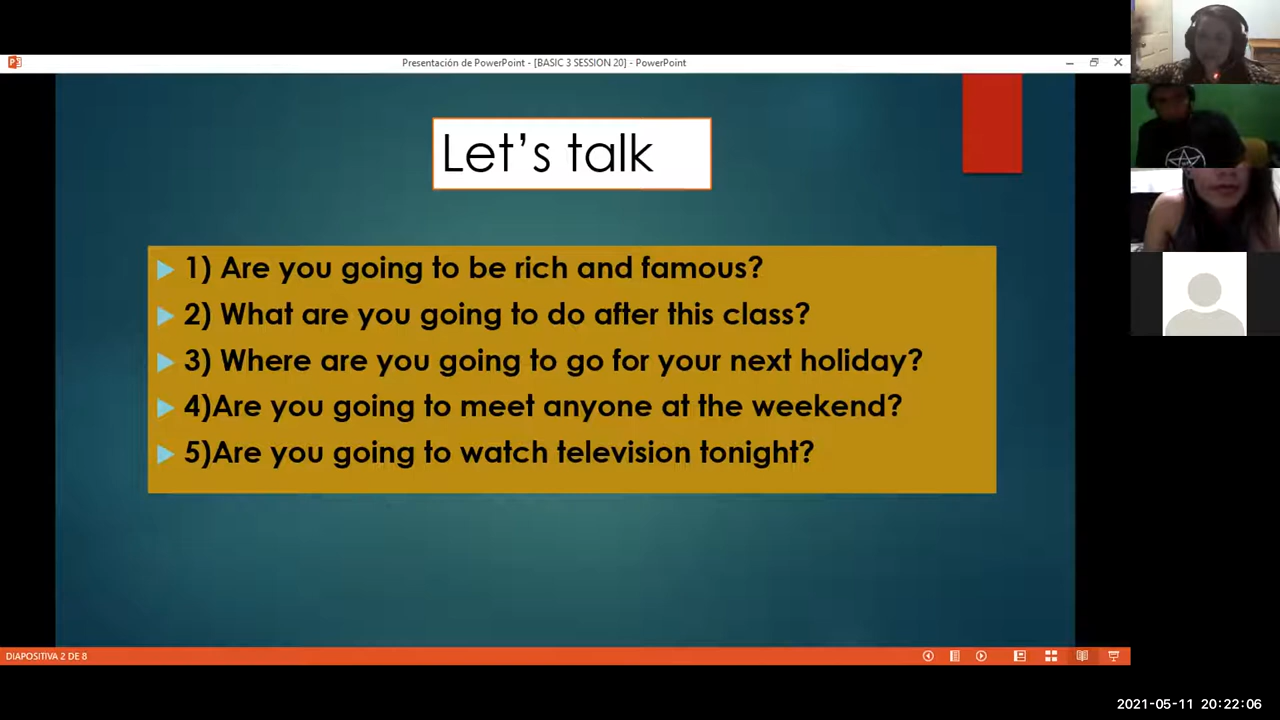 Presentación de PowerPoint - [BASIC 3 SESSION 20] - PowerPoint
Let's talk
1) Are you going to be rich and famous?
2) What are you going to do after this class?
3) Where are you going to go for your next holiday?
4)Are you going to meet anyone at the weekend?
5)Are you going to watch television tonight?
DIAPOSITIVA 2 DE 8
2021-05-11 20:22:06